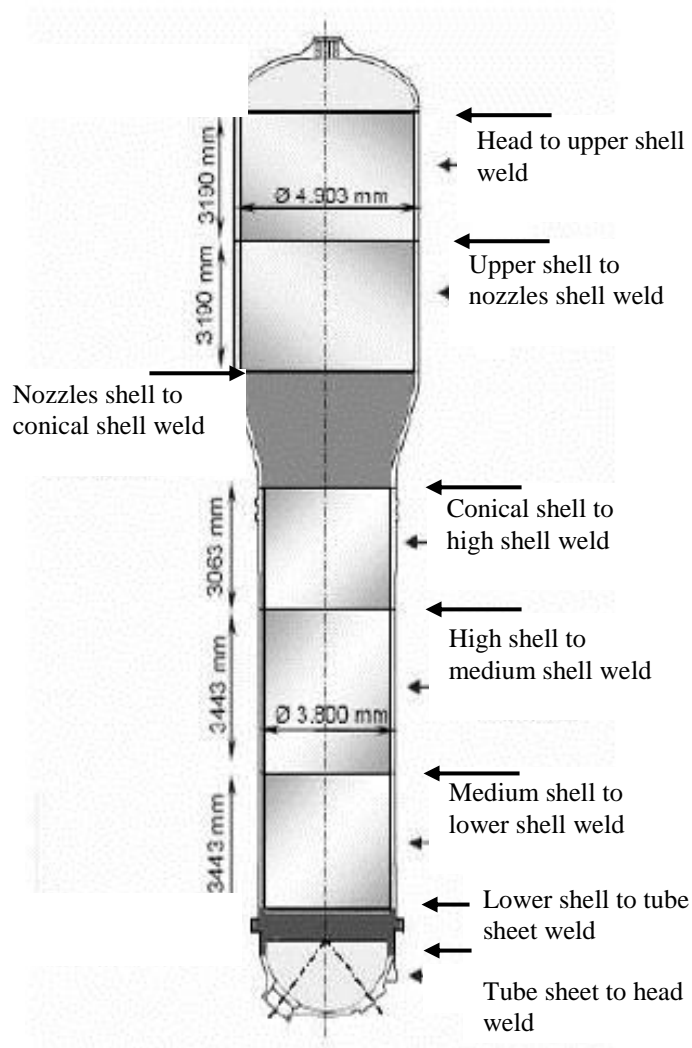 Head to upper shell
weld
3190 mm
Ø 4.903 mm
Upper shell to
nozzles shell weld
3190 mm
Nozzles shell to
conical shell weld
Conical shell to
high shell weld
3063 mm
High shell to
medium shell weld
3443 mm
Ø 3.800 mm
Medium shell to
lower shell weld
3443 mm
Lower shell to tube
sheet weld
Tube sheet to head
weld